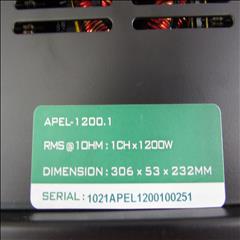 APEL-1200.1
RMS @ 1OHM : 1CH x 1200W
DIMENSION : 306 x 53 x 232MM
SERIAL : 1021APEL1200100251